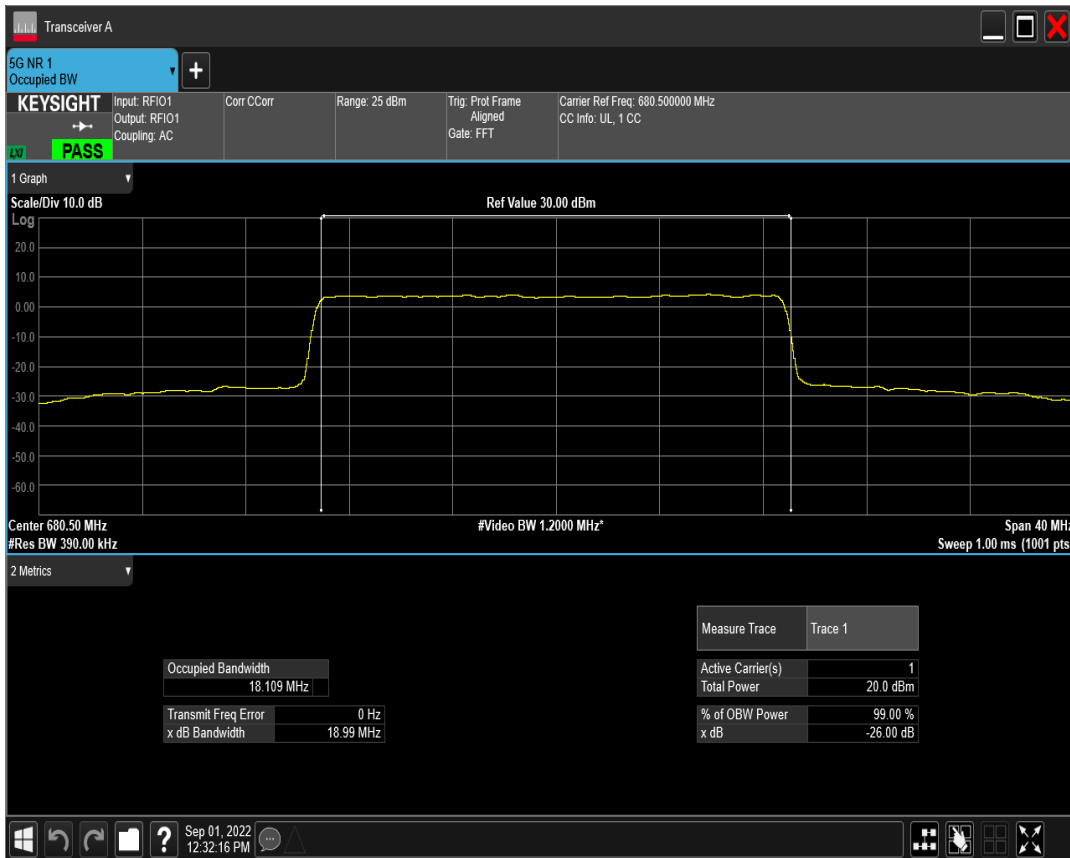 Transceiver A
5G NR 1
Occupied BW
KEYSIGHT
LXI
PASS
Input: RFIO1
Output: RFIO1
Coupling: AC
Corr CCorr
Range: 25 dBm
Trig: Prot Frame
Aligned
Gate: FFT
Carrier Ref Freq: 680.500000 MHz
CC Info: UL, 1 CC
1 Graph
Scale/Div 10.0 dB
Ref Value 30.00 dBm
Log
20.0
10.0
0.00
-10.0
-20.0
-30.0
-40.0
-50.0
-60.0
Center 680.50 MHz
#Video BW 1.2000 MHz*
Span 40 MHz
#Res BW 390.00 kHz
Sweep 1.00 ms (1001 pts
2 Metrics
Measure Trace
Trace 1
Occupied Bandwidth
18.109 MHz
Active Carrier(s)
1
Total Power
20.0 dBm
Transmit Freq Error
0 Hz
x dB Bandwidth
18.99 MHz
% of OBW Power
99.00 %
x dB
-26.00 dB
?
Sep 01, 2022
12:32:16 PM